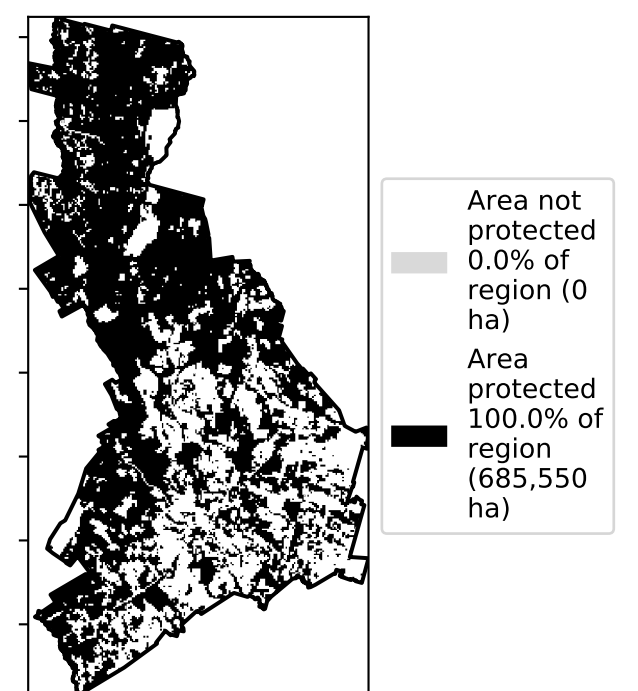 Area not
protected
0.0% of
region (0
ha)
Area
protected
100.0% of
region
(685,550
ha)